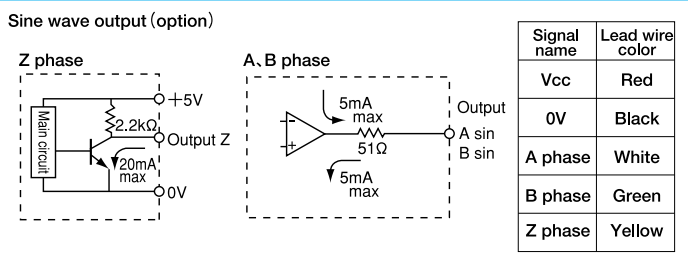 Sine wave output (option)
Z phase
+5V
Main circuit
2.2kΩ
Output Z
20mA
max
0V
A、B phase
5mA
max
Output
51Ω
A sin
B sin
5mA
max
Signal name Lead wire color
Vcc Red
0V Black
A phase White
B phase Green
Z phase Yellow